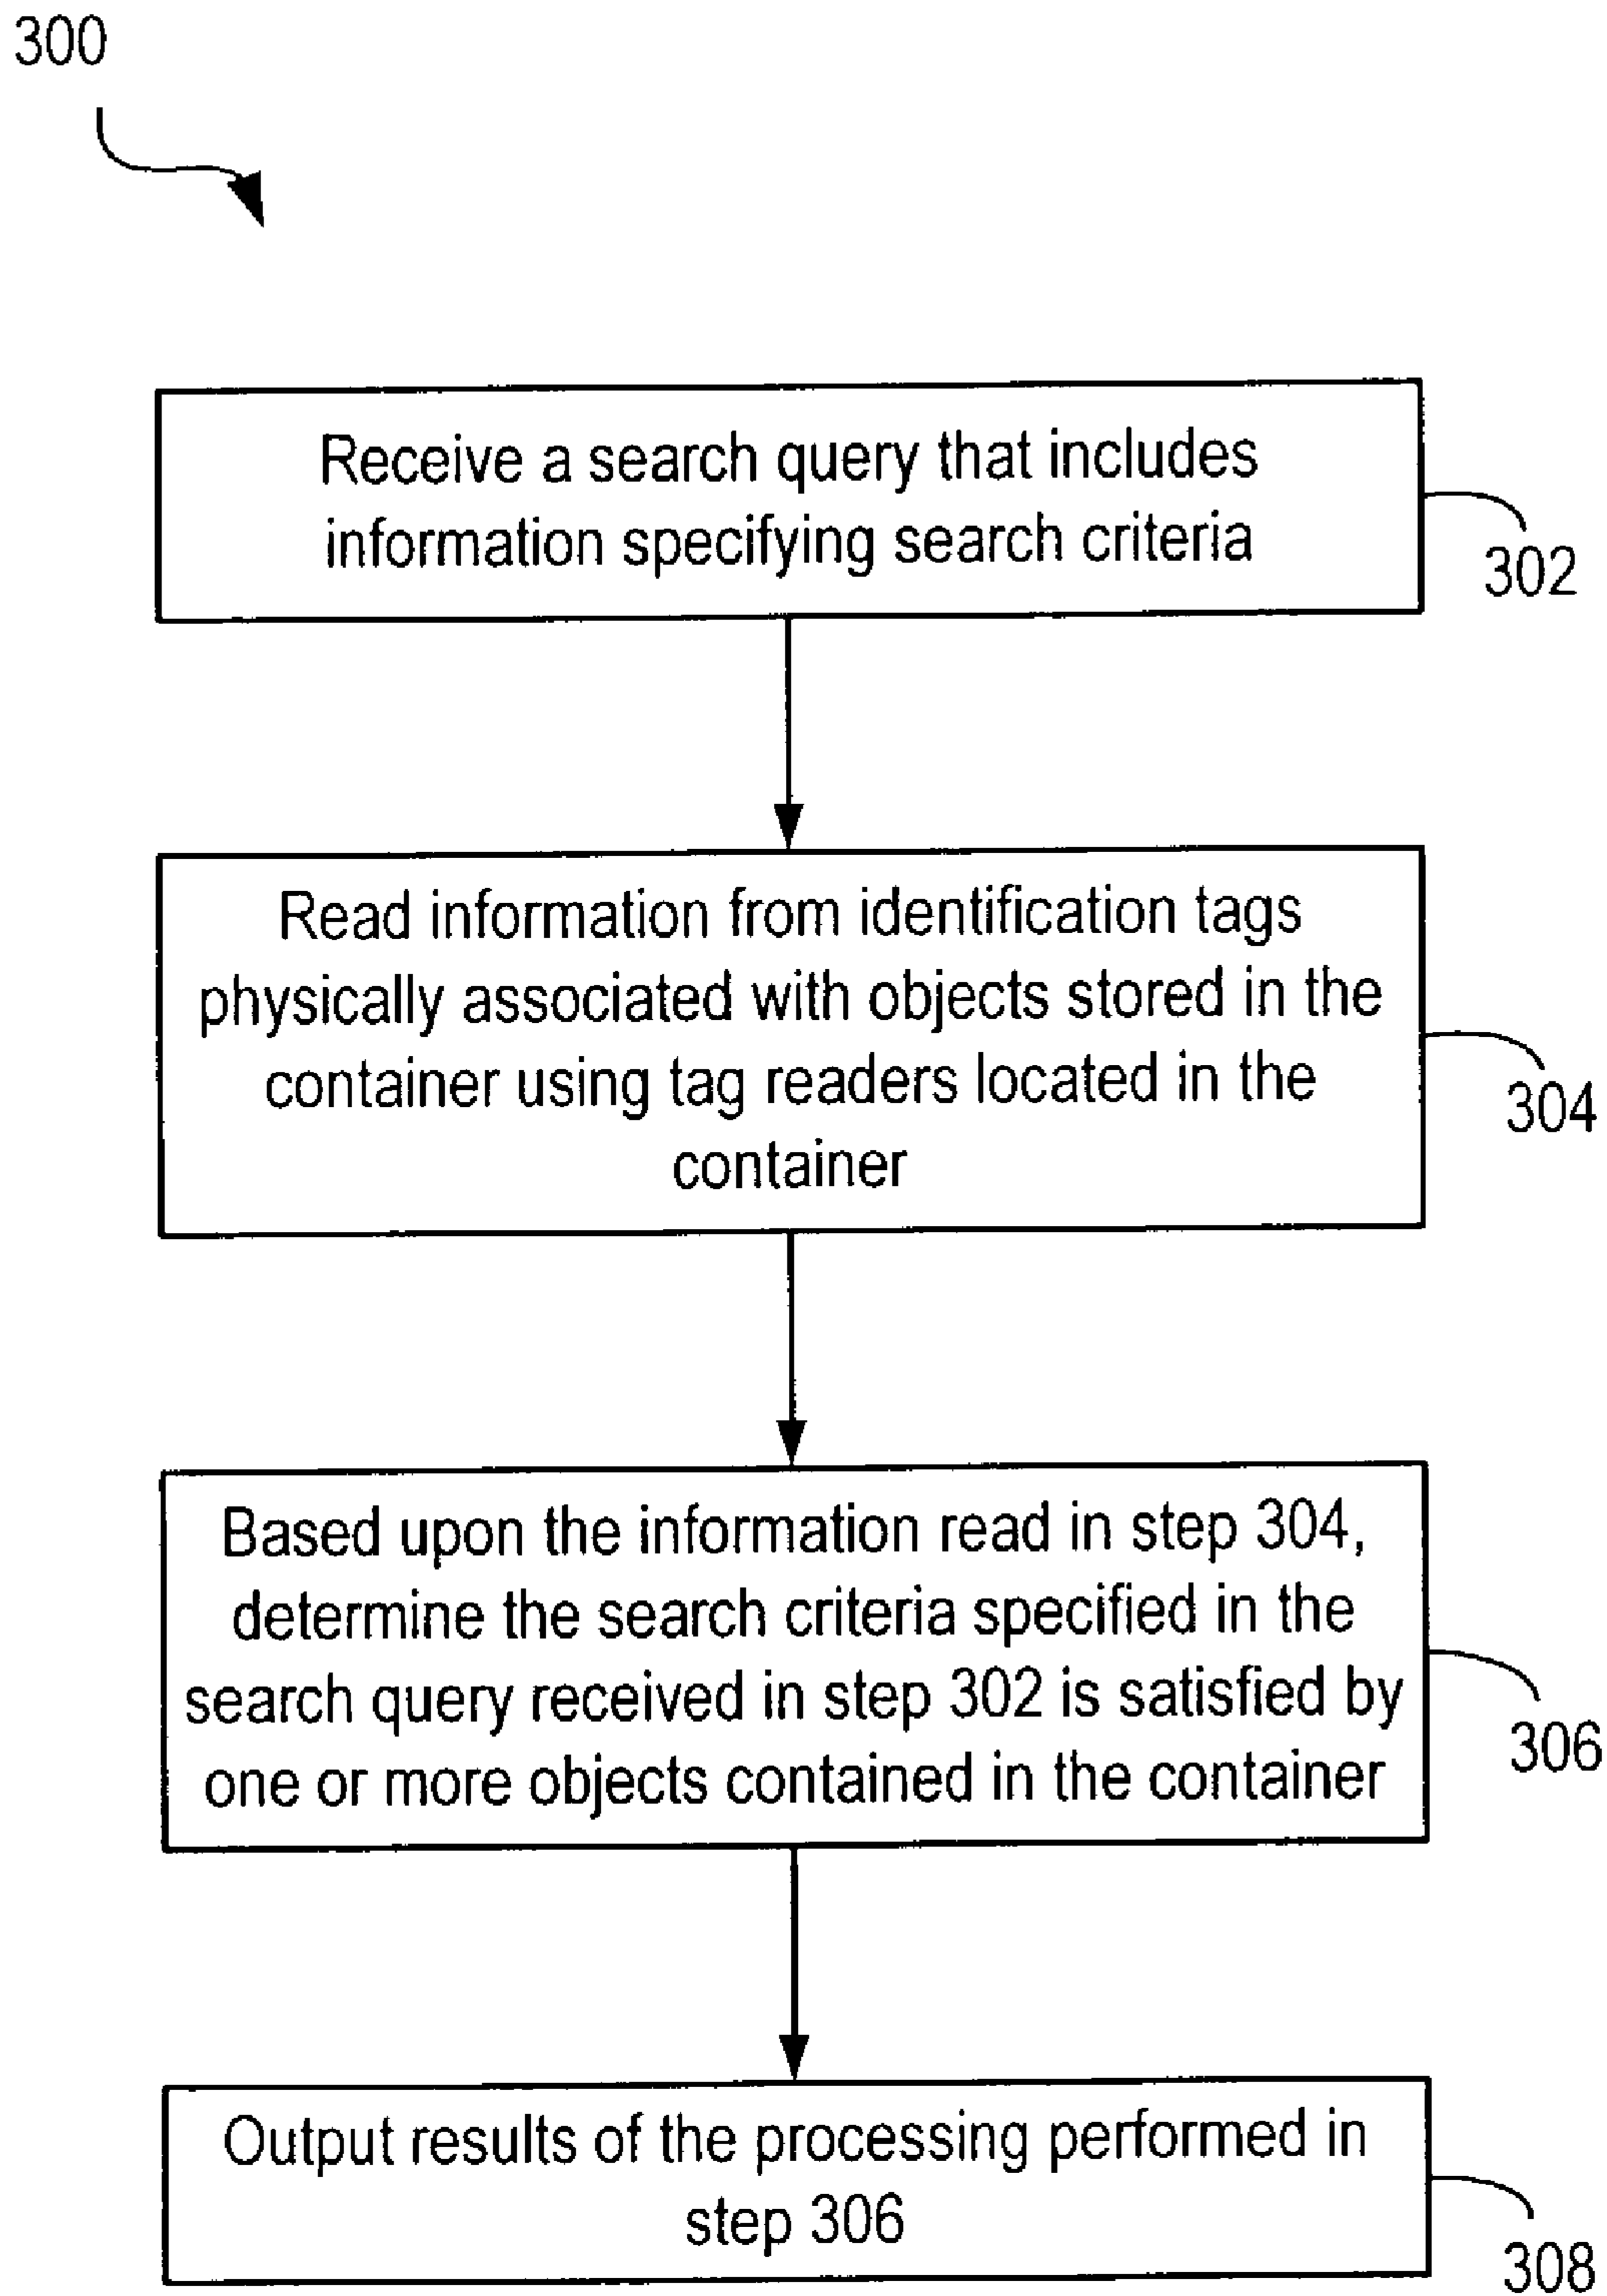 300
Receive a search query that includes
information specifying search criteria
302
Read information from identification tags
physically associated with objects stored in the
container using tag readers located in the
container
304
Based upon the information read in step 304,
determine the search criteria specified in the
search query received in step 302 is satisfied by
one or more objects contained in the container
306
Output results of the processing performed in
step 306
308